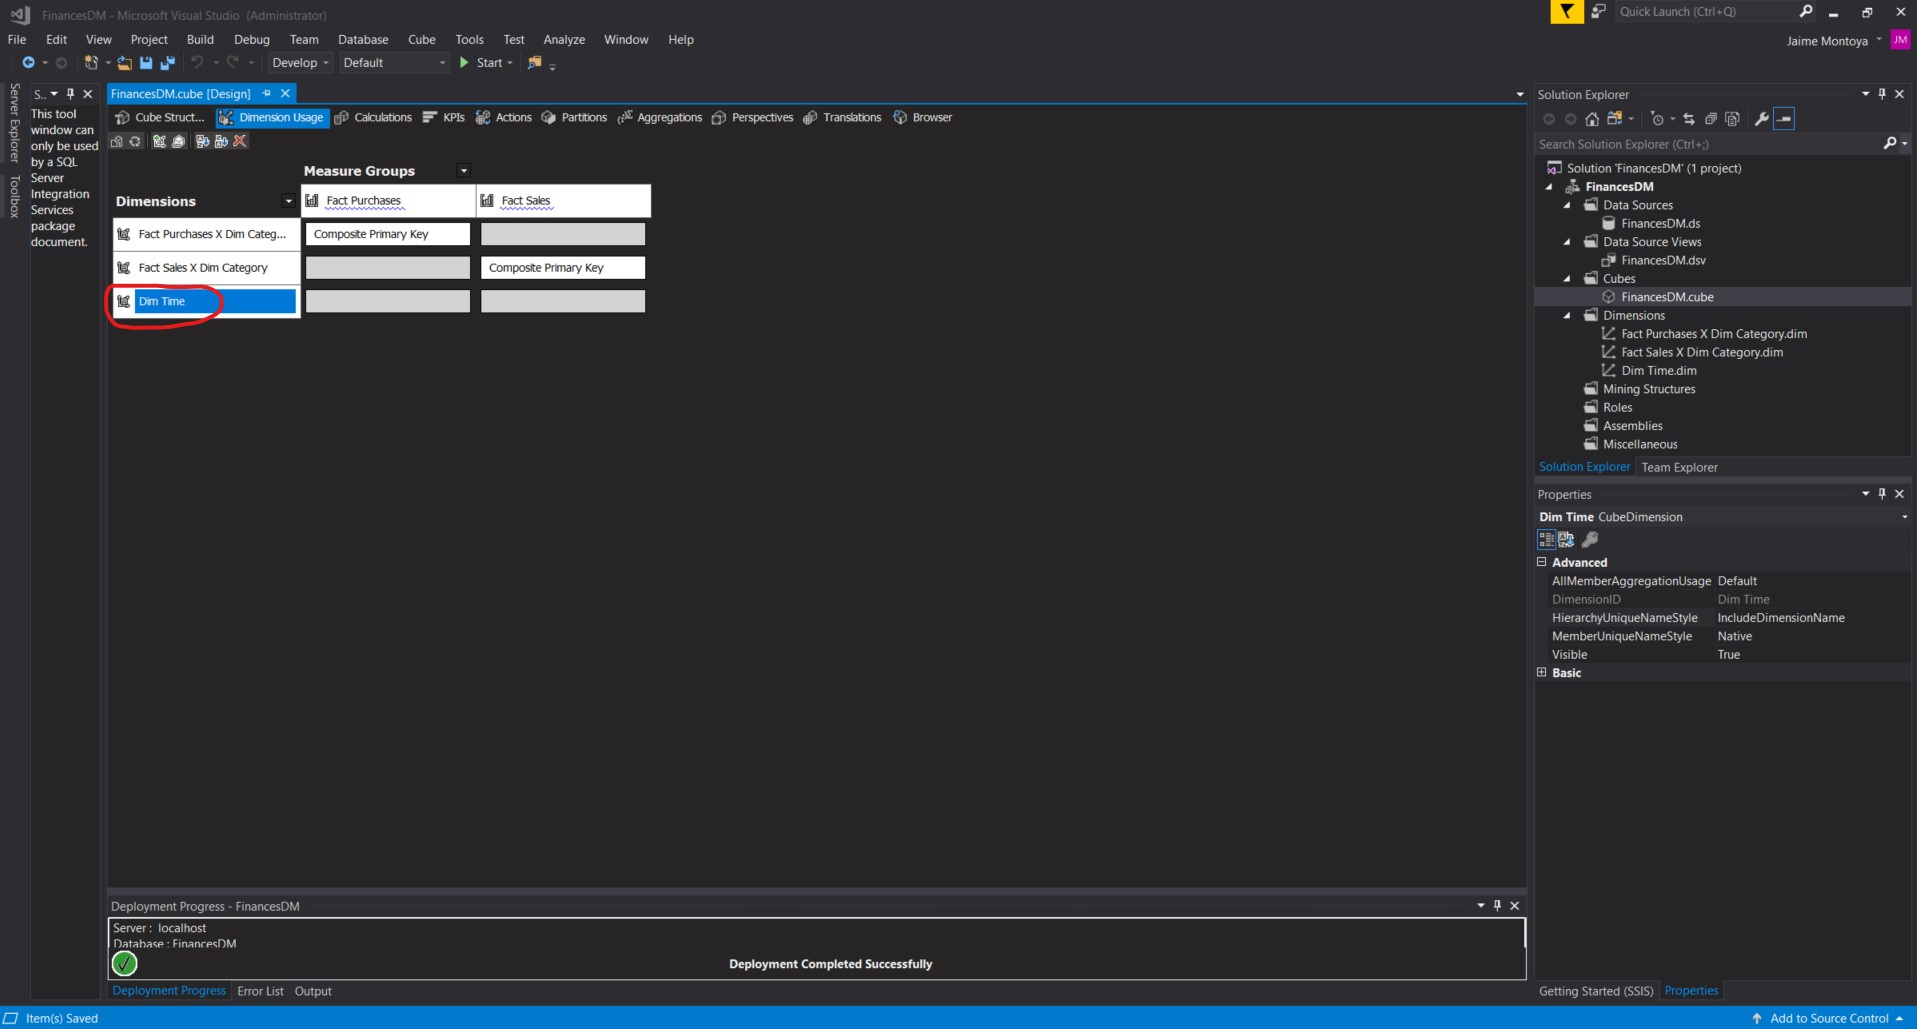 FinancesDM - Microsoft Visual Studio (Administrator)
Quick Launch (Ctrl+Q)
File Edit View Project Build Debug Team Database Cube Tools Test Analyze Window Help
Jaime Montoya JM
Develop Default Start
Server Explorer
Toolbox
S..
This tool
window can
only be used
by a SQL
Server
Integration
Services
package
document.
FinancesDM.cube [Design]
Cube Struct... Dimension Usage Calculations KPIs Actions Partitions Aggregations Perspectives Translations Browser
Measure Groups
Dimensions Fact Purchases Fact Sales
Fact Purchases X Dim Categ... Composite Primary Key
Fact Sales X Dim Category Composite Primary Key
Dim Time
Deployment Progress - FinancesDM
Server : localhost
Database : FinancesDM
Deployment Completed Successfully
Deployment Progress Error List Output
Solution Explorer
Search Solution Explorer (Ctrl+;)
Solution 'FinancesDM' (1 project)
FinancesDM
Data Sources
FinancesDM.ds
Data Source Views
FinancesDM.dsv
Cubes
FinancesDM.cube
Dimensions
Fact Purchases X Dim Category.dim
Fact Sales X Dim Category.dim
Dim Time.dim
Mining Structures
Roles
Assemblies
Miscellaneous
Solution Explorer Team Explorer
Properties
Dim Time CubeDimension
Advanced
AllMemberAggregationUsage Default
DimensionID Dim Time
HierarchyUniqueNameStyle IncludeDimensionName
MemberUniqueNameStyle Native
Visible True
Basic
Getting Started (SSIS) Properties
Item(s) Saved
Add to Source Control